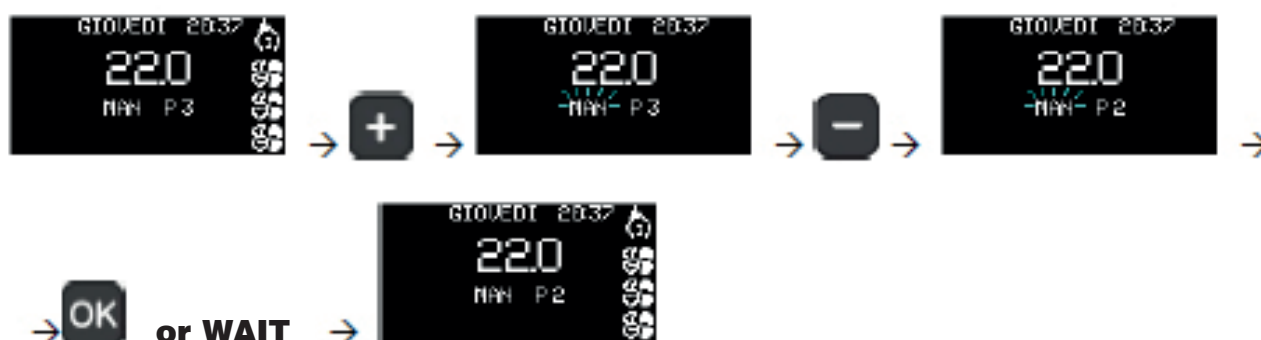 GIOVEDI 20:37 GIOVEDI 20:37 GIOVEDI 20:37
22.0 22.0 22.0
MAN P3 → + → MAN P3 → − → MAN P2 →
GIOVEDI 20:37
22.0
MAN P2
→ OK or WAIT →